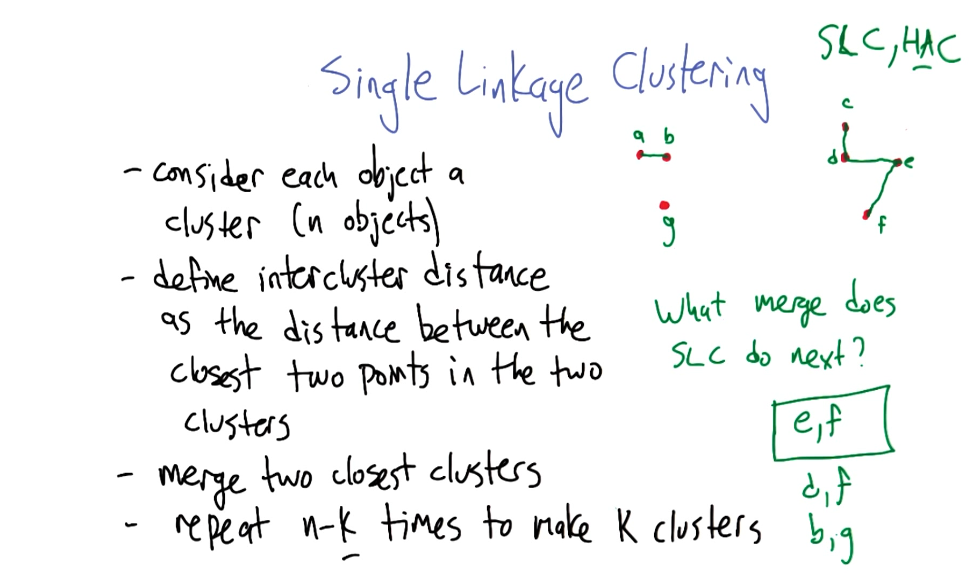 SLC, HAC
Single Linkage Clustering
- consider each object a
cluster (n objects)
- define intercluster distance
as the distance between the
closest two points in the two
clusters
- merge two closest clusters
- repeat n-k times to make k clusters
a b
g
c
d e
f
What merge does
SLC do next?
e,f
d,f
b,g